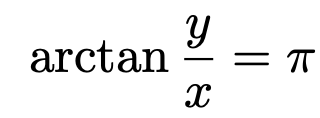 arctan y/x = π